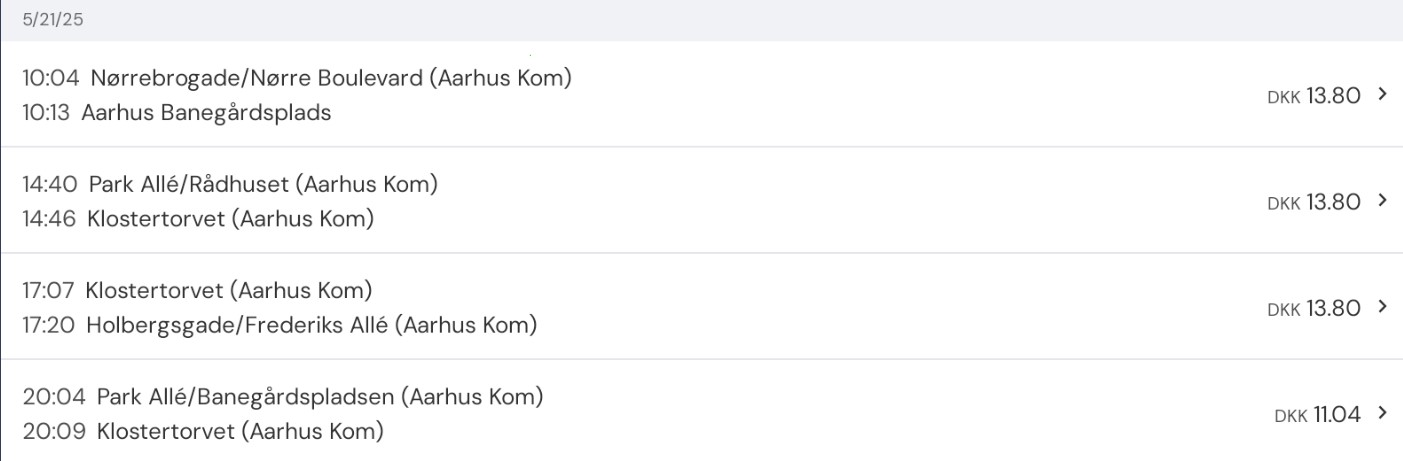 5/21/25
10:04 Nørrebrogade/Nørre Boulevard (Aarhus Kom)
10:13 Aarhus Banegårdsplads
DKK 13.80
14:40 Park Allé/Rådhuset (Aarhus Kom)
14:46 Klostertorvet (Aarhus Kom)
DKK 13.80
17:07 Klostertorvet (Aarhus Kom)
17:20 Holbergsgade/Frederiks Allé (Aarhus Kom)
DKK 13.80
20:04 Park Allé/Banegårdspladsen (Aarhus Kom)
20:09 Klostertorvet (Aarhus Kom)
DKK 11.04